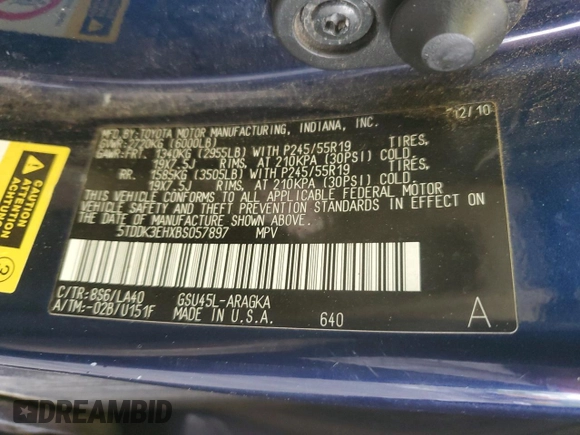 12/10
MFD. BY: TOYOTA MOTOR MANUFACTURING, INDIANA, INC.
GVWR: 2720KG (6000LB)
GAWR: FRT. 1340KG (2955LB) WITH P245/55R19 TIRES,
19X7.5J RIMS, AT 210KPA (30PSI) COLD
RR. 1585KG (3505LB) WITH P245/55R19 TIRES,
19X7.5J RIMS, AT 210KPA (30PSI) COLD
THIS VEHICLE CONFORMS TO ALL APPLICABLE FEDERAL MOTOR
VEHICLE SAFETY AND THEFT PREVENTION STANDARDS IN EFFECT ON
THE DATE OF MANUFACTURE SHOWN ABOVE.
5TDDK3EHXBS057897 MPV
C/TR: 8S6/LA40 GSU45L-ARAGKA
A/TM: -02B/U151F MADE IN U.S.A. 640 A
CAUTION
ATTENTION
ACHTUNG
DREAMBID